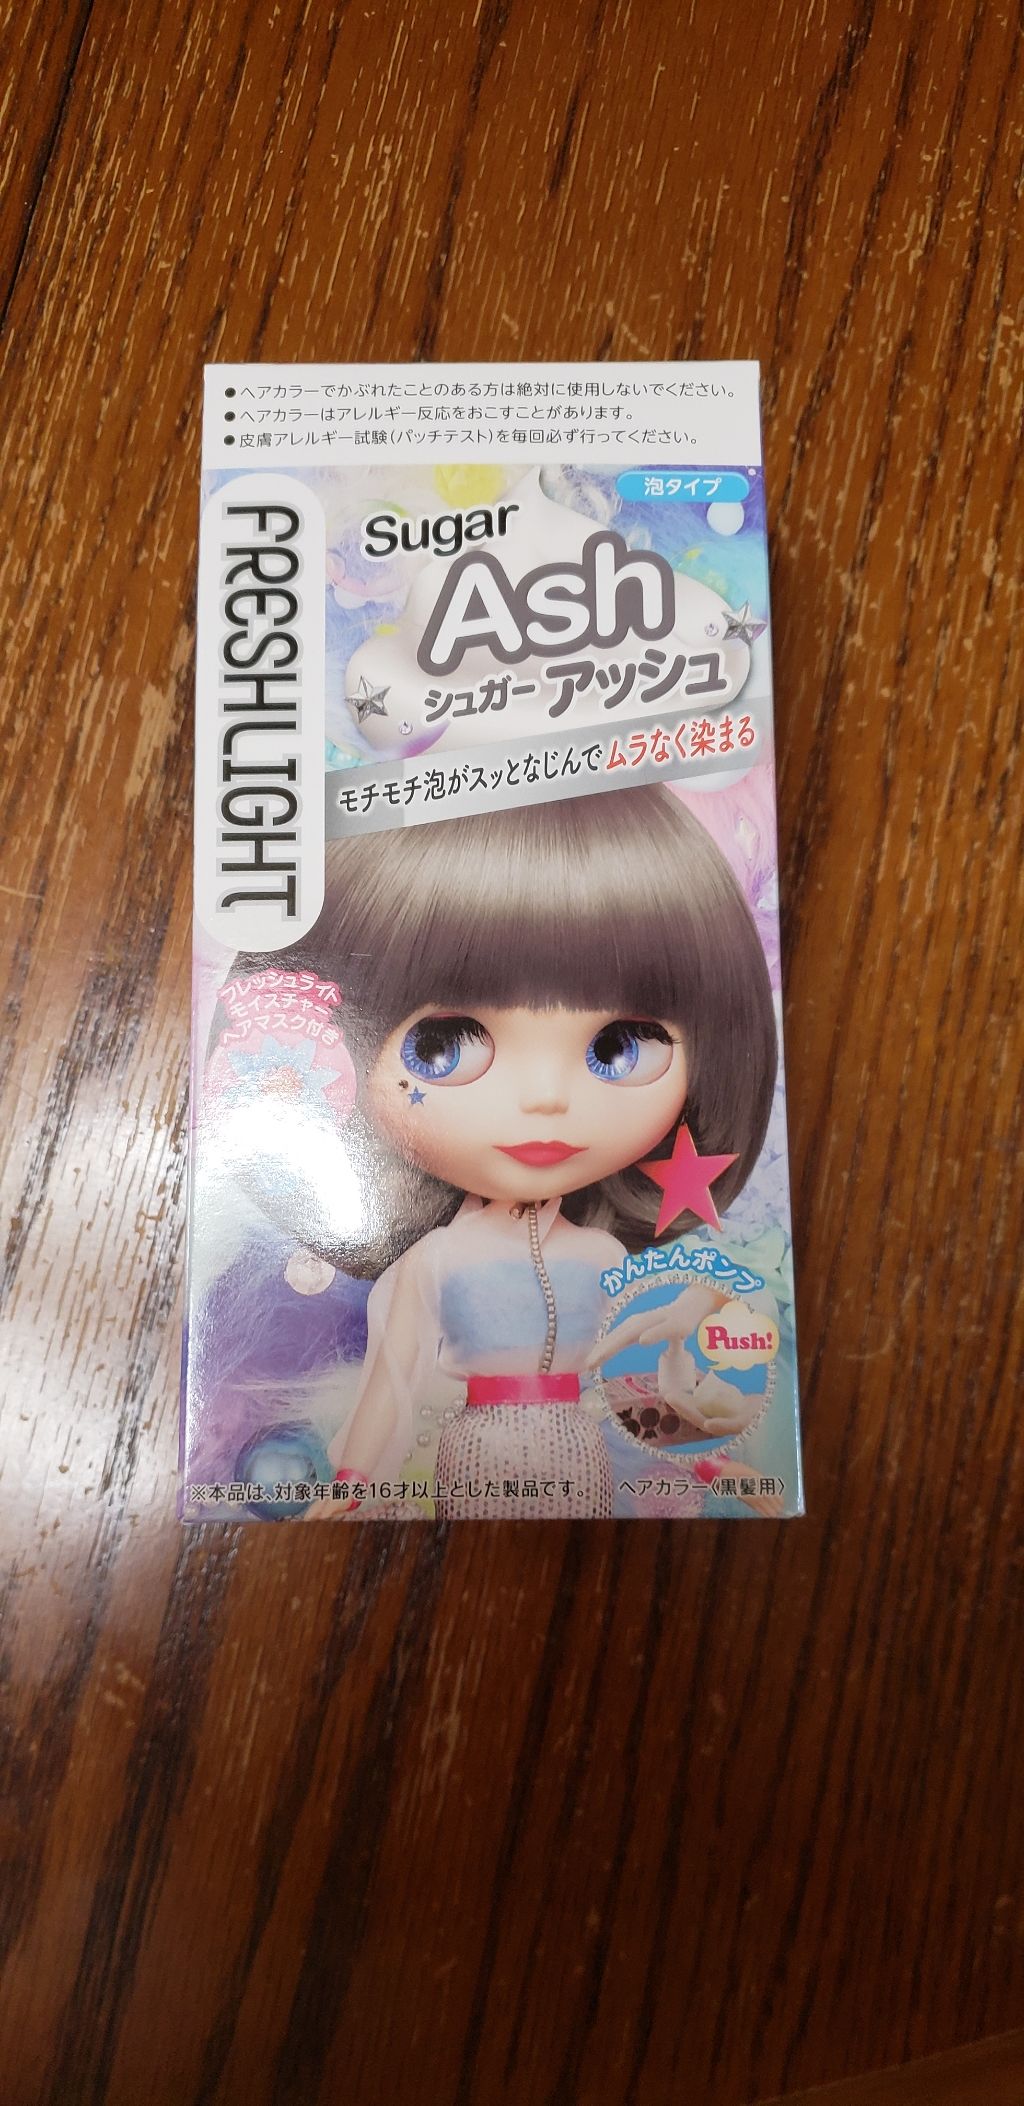 ●ヘアカラーでかぶれたことのある方は絶対に使用しないでください。
●ヘアカラーはアレルギー反応をおこすことがあります。
●皮膚アレルギー試験(パッチテスト)を毎回必ず行ってください。
泡タイプ
FRESHLIGHT
Sugar
Ash
シュガーアッシュ
モチモチ泡がスッとなじんでムラなく染まる
フレッシュライト
モイスチャー
ヘアマスク付き
かんたんポンプ
Push!
※本品は、対象年齢を16才以上とした製品です。
ヘアカラー〈黒髪用〉